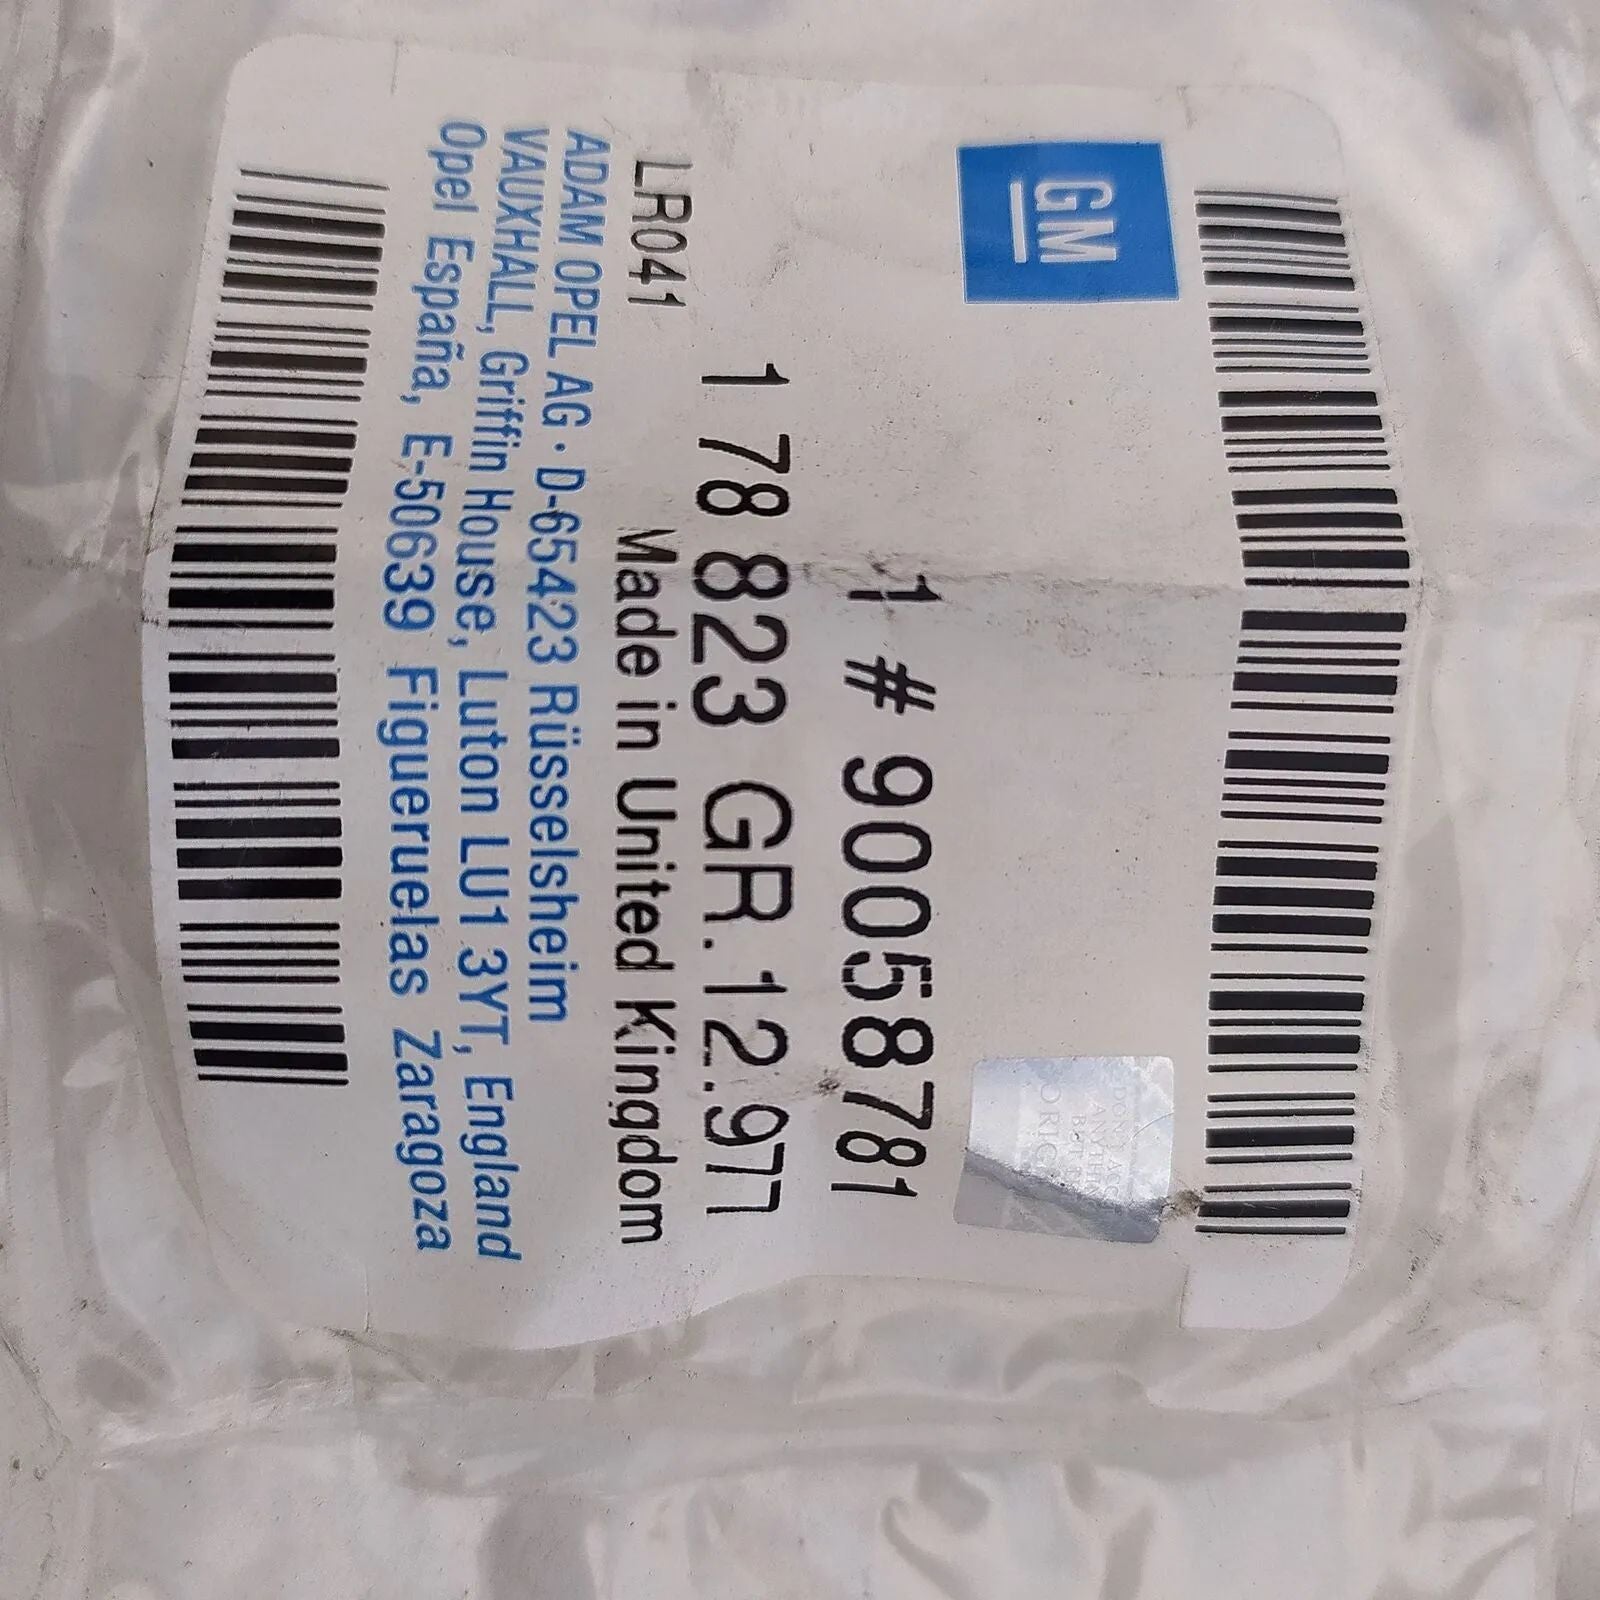 GM
1 # 90058781
1 78 823 GR.12.977
LR041
Made in United Kingdom
ADAM OPEL AG · D-65423 Rüsselsheim
VAUXHALL, Griffin House, Luton LU1 3YT, England
Opel España, E-50639 Figueruelas Zaragoza